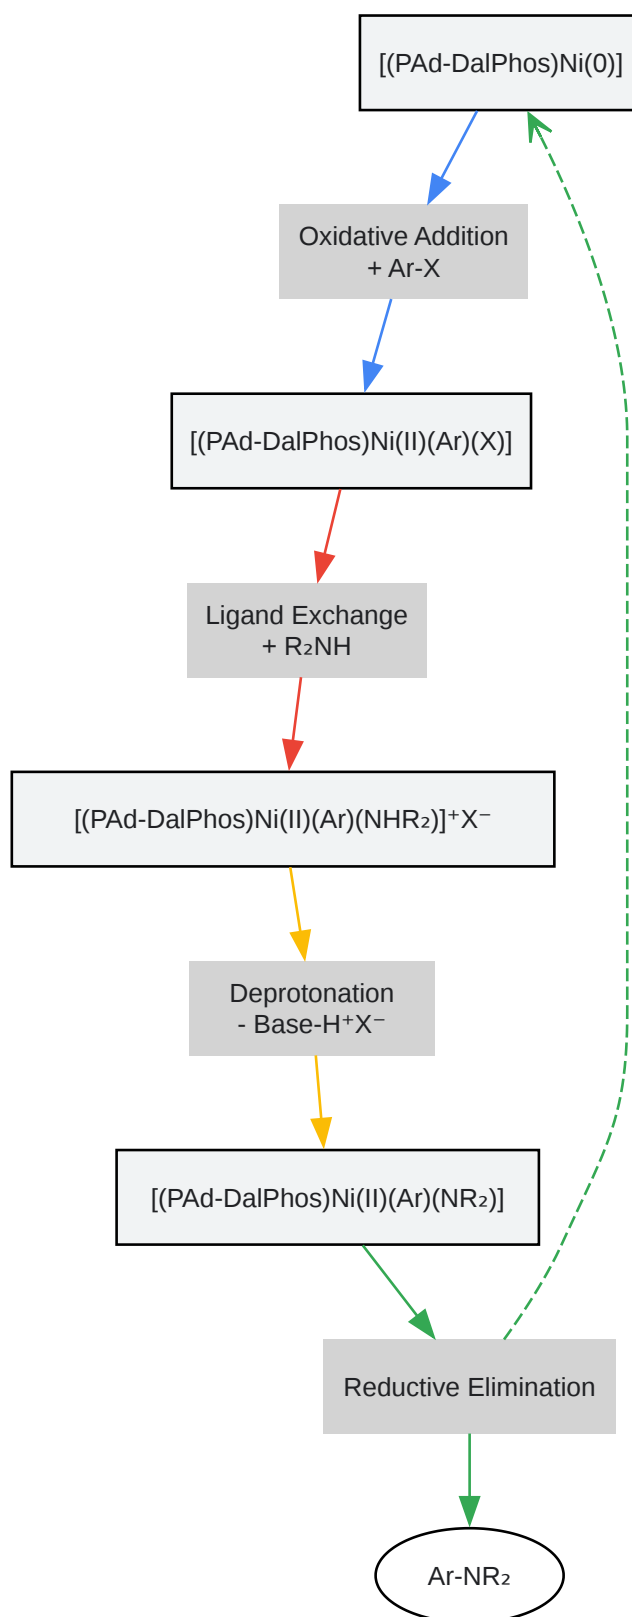 [(PAd-DalPhos)Ni(0)]
Oxidative Addition
+ Ar-X
[(PAd-DalPhos)Ni(II)(Ar)(X)]
Ligand Exchange
+ R₂NH
[(PAd-DalPhos)Ni(II)(Ar)(NHR₂)]⁺X⁻
Deprotonation
- Base-H⁺X⁻
[(PAd-DalPhos)Ni(II)(Ar)(NR₂)]
Reductive Elimination
Ar-NR₂